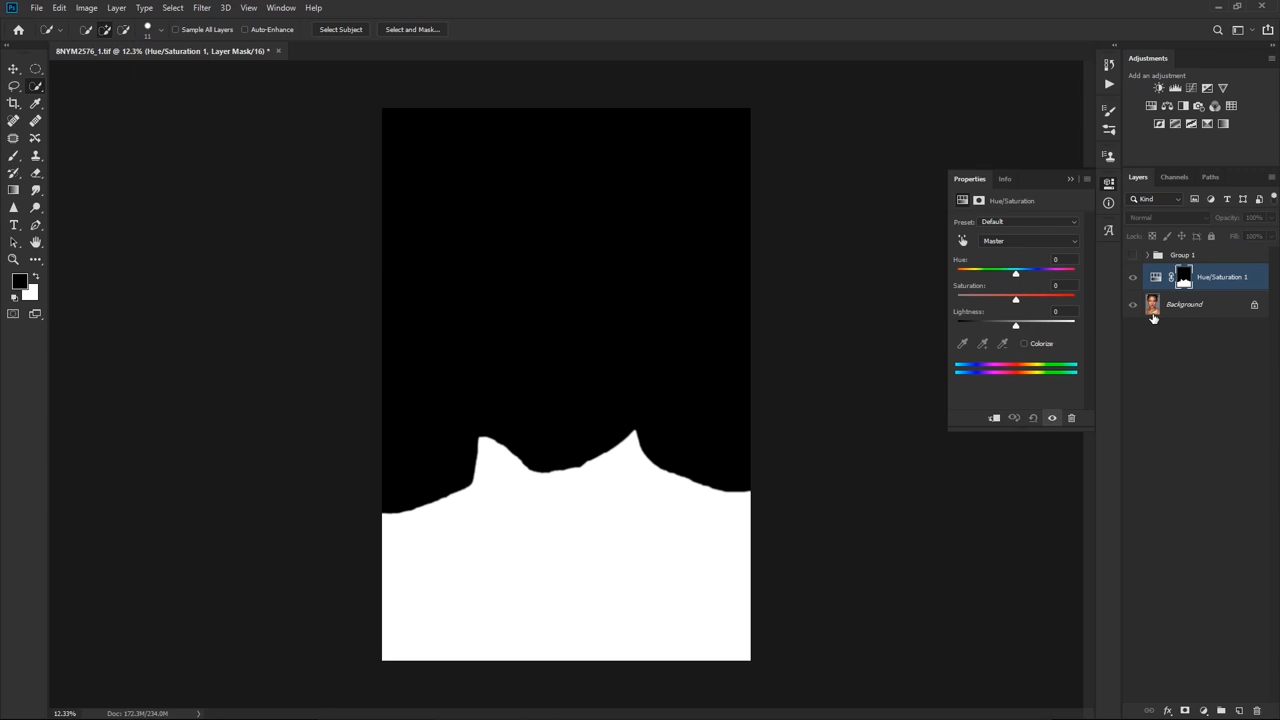 Ps File Edit Image Layer Type Select Filter 3D View Window Help
11 Sample All Layers Auto-Enhance Select Subject Select and Mask...
8NYM2576_1.tif @ 12.3% (Hue/Saturation 1, Layer Mask/16) * ×
Adjustments
Add an adjustment
Properties Info
Hue/Saturation
Preset: Default
Master
Hue: 0
Saturation: 0
Lightness: 0
Colorize
Layers Channels Paths
Kind
Normal Opacity: 100%
Lock: Fill: 100%
Group 1
Hue/Saturation 1
Background
12.33% Doc: 172.3M/234.0M